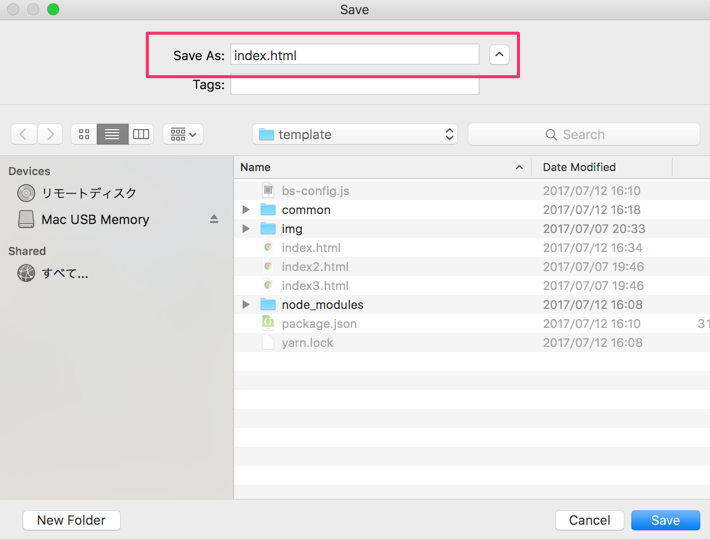 Save
Save As: index.html
Tags:
template
Search
Devices
リモートディスク
Mac USB Memory
Shared
すべて...
Name Date Modified
bs-config.js 2017/07/12 16:10
common 2017/07/12 16:18
img 2017/07/07 20:33
index.html 2017/07/12 16:34
index2.html 2017/07/07 19:46
index3.html 2017/07/07 19:46
node_modules 2017/07/12 16:08
package.json 2017/07/12 16:10 31
yarn.lock 2017/07/12 16:08
New Folder Cancel Save